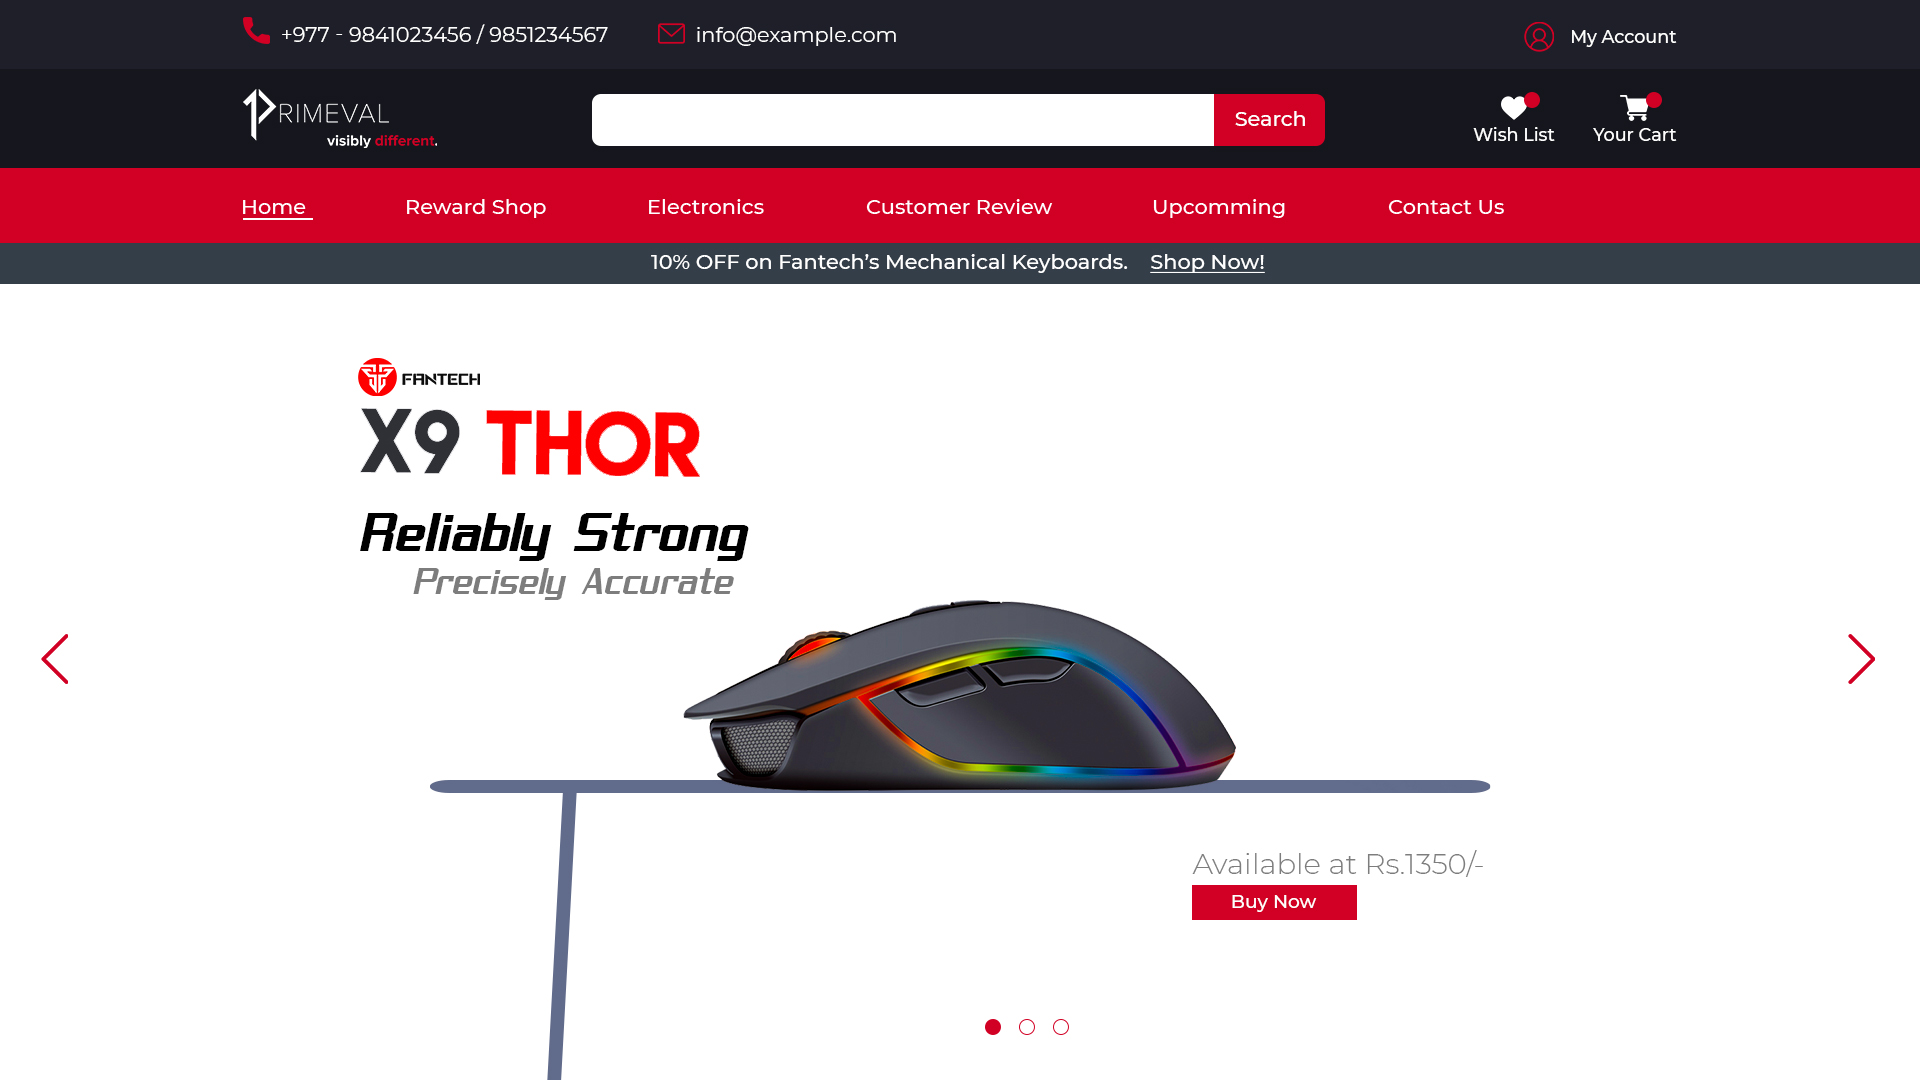 +977 - 9841023456 / 9851234567 info@example.com My Account
PRIMEVAL
visibly different.
Search
Wish List Your Cart
Home Reward Shop Electronics Customer Review Upcomming Contact Us
10% OFF on Fantech’s Mechanical Keyboards. Shop Now!
FANTECH
X9 THOR
Reliably Strong
Precisely Accurate
Available at Rs.1350/-
Buy Now